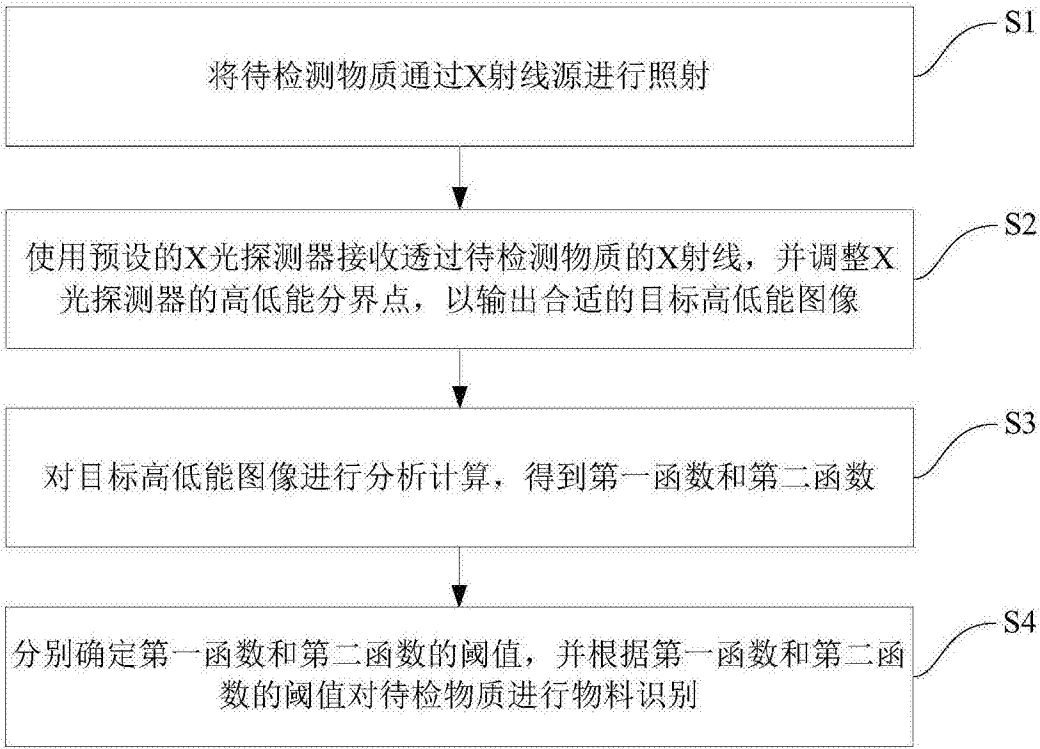 S1
将待检测物质通过X射线源进行照射
S2
使用预设的X光探测器接收透过待检测物质的X射线，并调整X
光探测器的高低能分界点，以输出合适的目标高低能图像
S3
对目标高低能图像进行分析计算，得到第一函数和第二函数
S4
分别确定第一函数和第二函数的阈值，并根据第一函数和第二函
数的阈值对待检物质进行物料识别